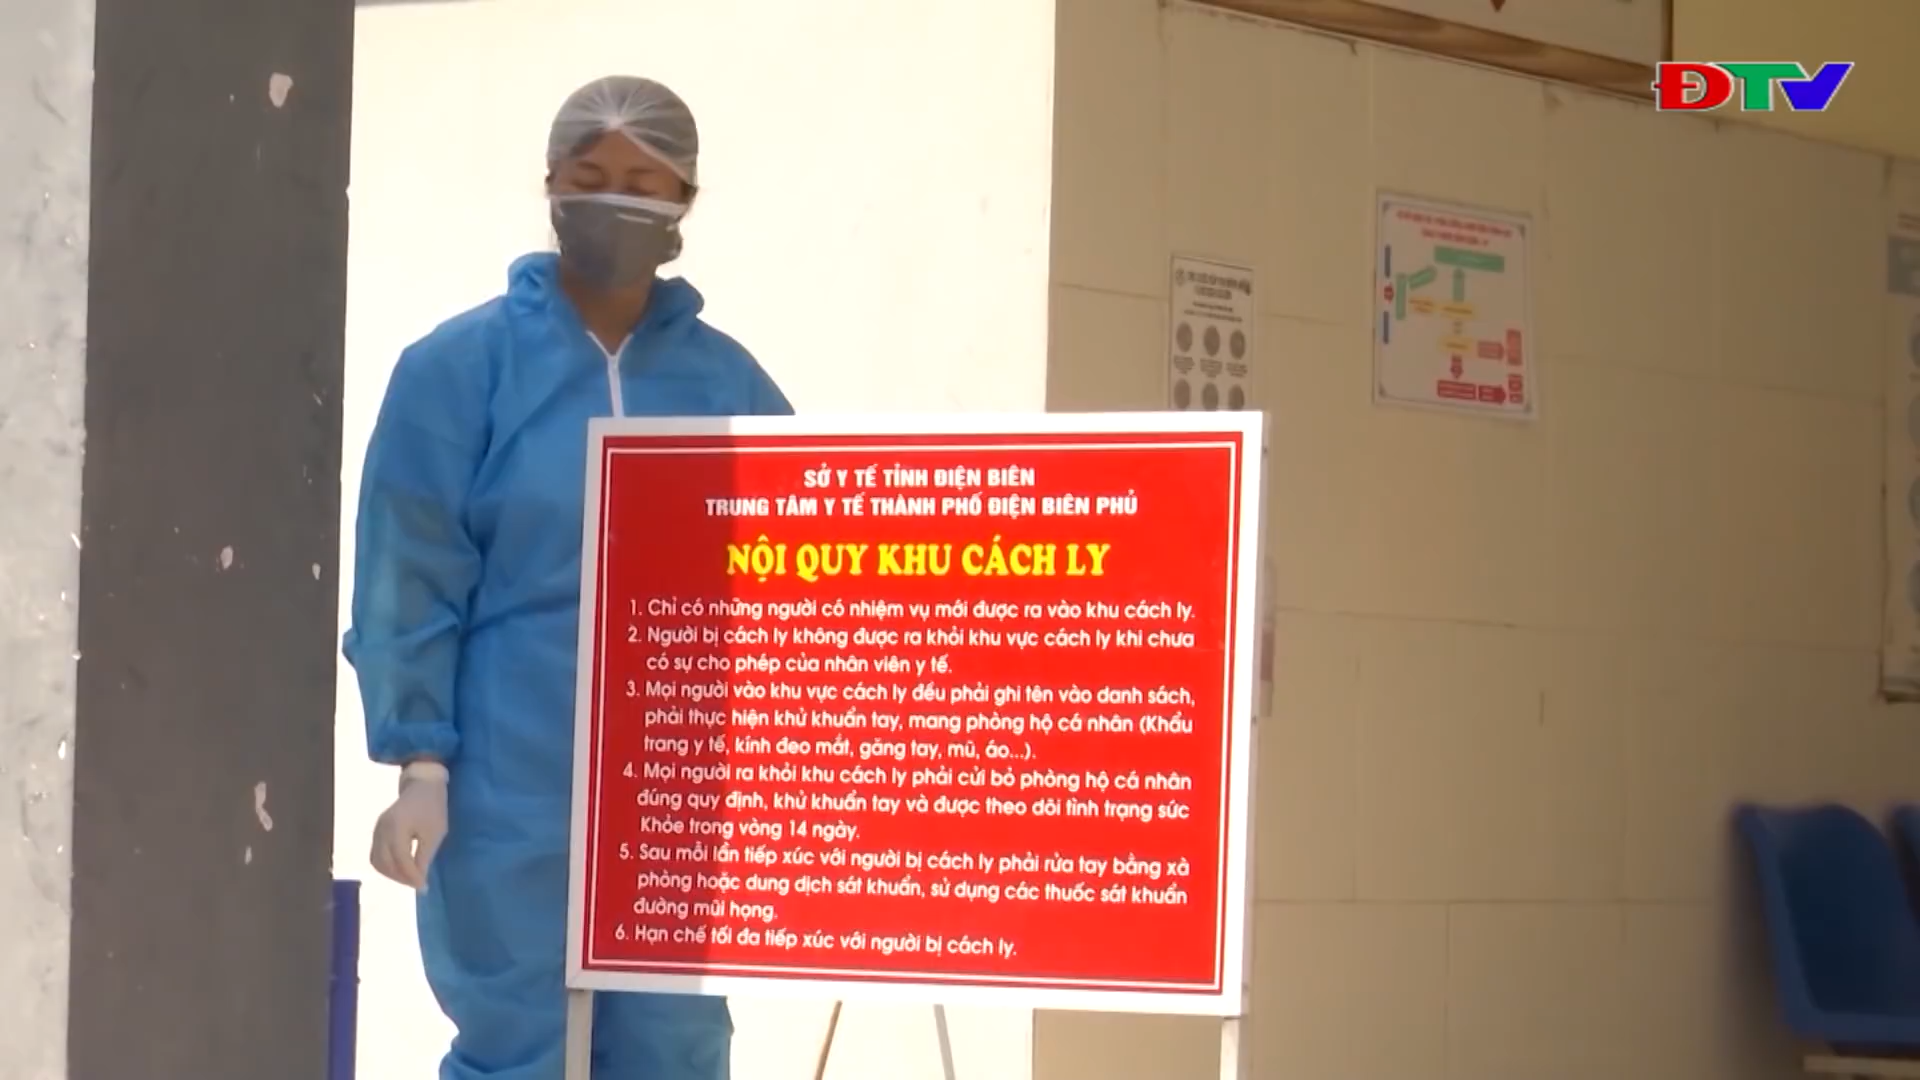 ĐTV
SỞ Y TẾ TỈNH ĐIỆN BIÊN
TRUNG TÂM Y TẾ THÀNH PHỐ ĐIỆN BIÊN PHỦ
NỘI QUY KHU CÁCH LY
1. Chỉ có những người có nhiệm vụ mới được ra vào khu cách ly.
2. Người bị cách ly không được ra khỏi khu vực cách ly khi chưa
có sự cho phép của nhân viên y tế.
3. Mọi người vào khu vực cách ly đều phải ghi tên vào danh sách,
phải thực hiện khử khuẩn tay, mang phòng hộ cá nhân (Khẩu
trang y tế, kính đeo mắt, găng tay, mũ, áo...).
4. Mọi người ra khỏi khu cách ly phải cửi bỏ phòng hộ cá nhân
đúng quy định, khử khuẩn tay và được theo dõi tình trạng sức
Khỏe trong vòng 14 ngày.
5. Sau mỗi lần tiếp xúc với người bị cách ly phải rửa tay bằng xà
phòng hoặc dung dịch sát khuẩn, sử dụng các thuốc sát khuẩn
đường mũi họng.
6. Hạn chế tối đa tiếp xúc với người bị cách ly.